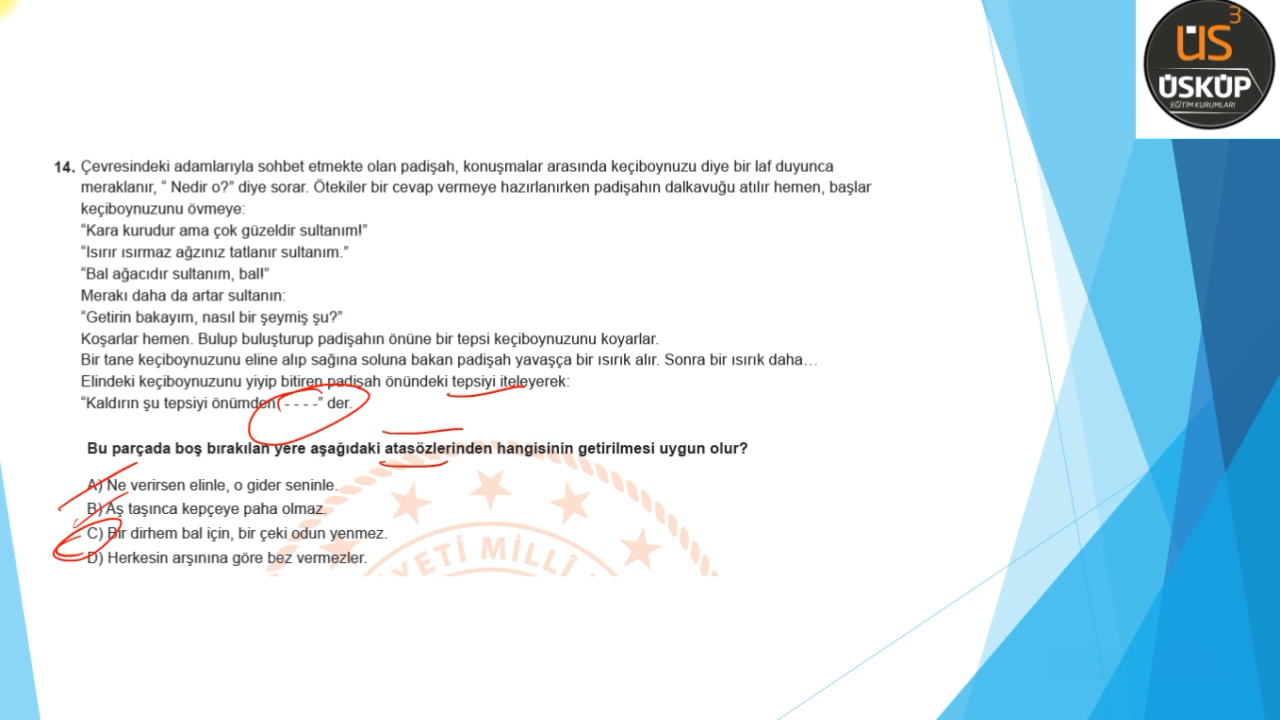 3
ÜS
ÜSKÜP
EĞİTİM KURUMLARI
14. Çevresindeki adamlarıyla sohbet etmekte olan padişah, konuşmalar arasında keçiboynuzu diye bir laf duyunca
meraklanır, “ Nedir o?” diye sorar. Ötekiler bir cevap vermeye hazırlanırken padişahın dalkavuğu atılır hemen, başlar
keçiboynuzunu övmeye:
“Kara kurudur ama çok güzeldir sultanım!”
“Isırır ısırmaz ağzınız tatlanır sultanım.”
“Bal ağacıdır sultanım, bal!”
Merakı daha da artar sultanın:
“Getirin bakayım, nasıl bir şeymiş şu?”
Koşarlar hemen. Bulup buluşturup padişahın önüne bir tepsi keçiboynuzunu koyarlar.
Bir tane keçiboynuzunu eline alıp sağına soluna bakan padişah yavaşça bir ısırık alır. Sonra bir ısırık daha…
Elindeki keçiboynuzunu yiyip bitiren padişah önündeki tepsiyi iteleyerek:
“Kaldırın şu tepsiyi önümden - - - -” der.
Bu parçada boş bırakılan yere aşağıdaki atasözlerinden hangisinin getirilmesi uygun olur?
A) Ne verirsen elinle, o gider seninle.
B) Aş taşınca kepçeye paha olmaz.
C) Bir dirhem bal için, bir çeki odun yenmez.
D) Herkesin arşınına göre bez vermezler.
YETİ MİLLÎ